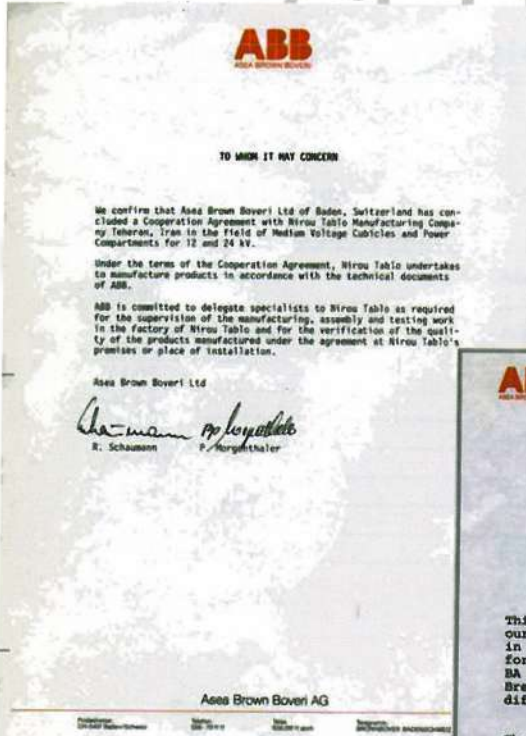 ABB
ASEA BROWN BOVERI
TO WHOM IT MAY CONCERN
We confirm that Asea Brown Boveri Ltd of Baden, Switzerland has con-
cluded a Cooperation Agreement with Nirou Tablo Manufacturing Compa-
ny Teheran, Iran in the field of Medium Voltage Cubicles and Power
Compartments for 12 and 24 kV.
Under the terms of the Cooperation Agreement, Nirou Tablo undertakes
to manufacture products in accordance with the technical documents
of ABB.
ABB is committed to delegate specialists to Nirou Tablo as required
for the supervision of the manufacturing, assembly and testing work
in the factory of Nirou Tablo and for the verification of the quali-
ty of the products manufactured under the agreement at Nirou Tablo's
premises or place of installation.
Asea Brown Boveri Ltd
R. Schaumann P. Morgenthaler
Asea Brown Boveri AG
AB
Thi
our
in
for
BA
Bre
dif